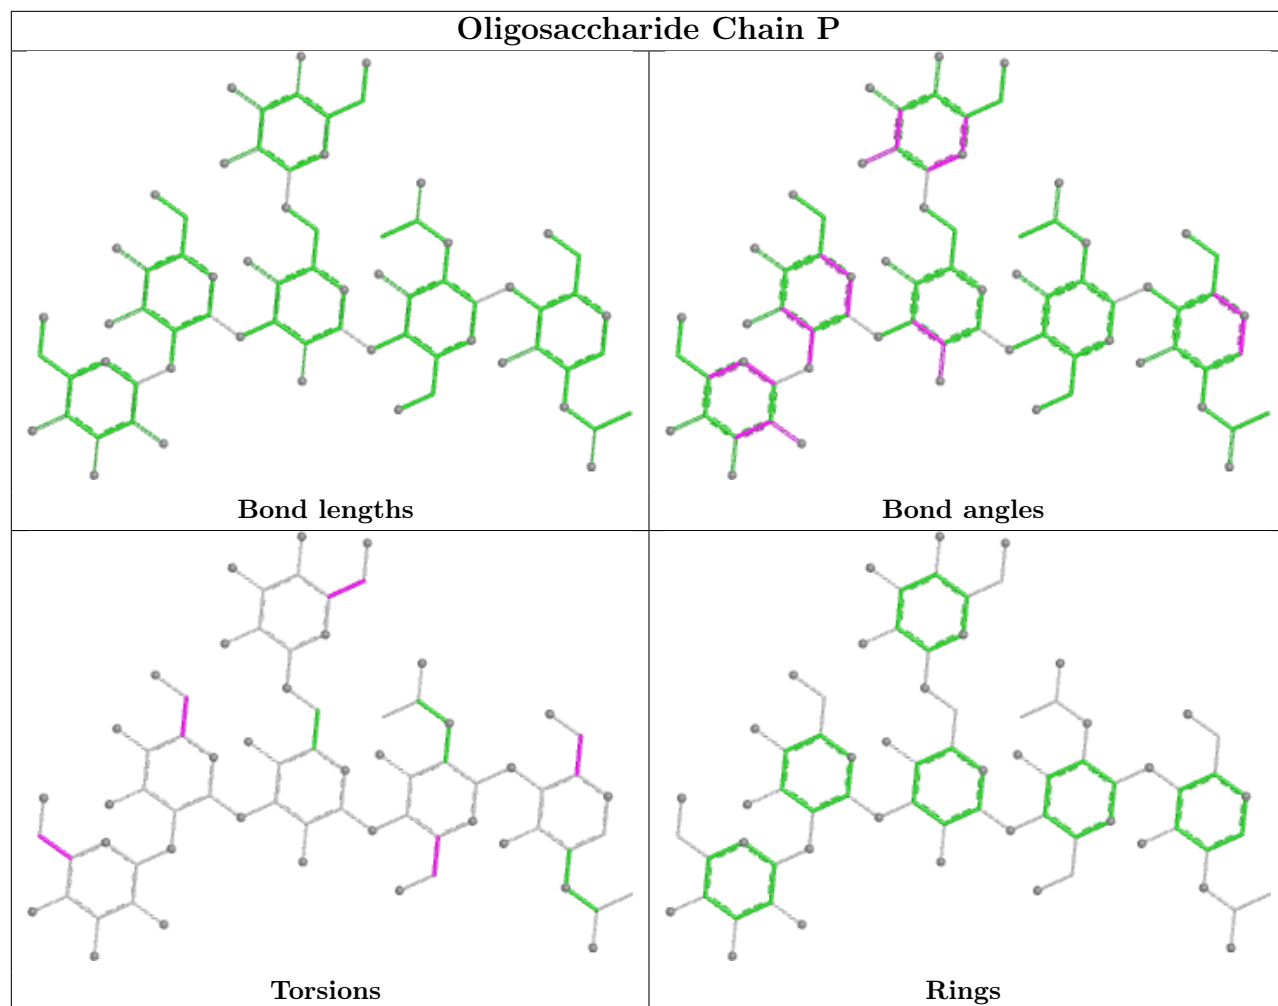 Oligosaccharide Chain P
Bond lengths
Bond angles
Torsions
Rings